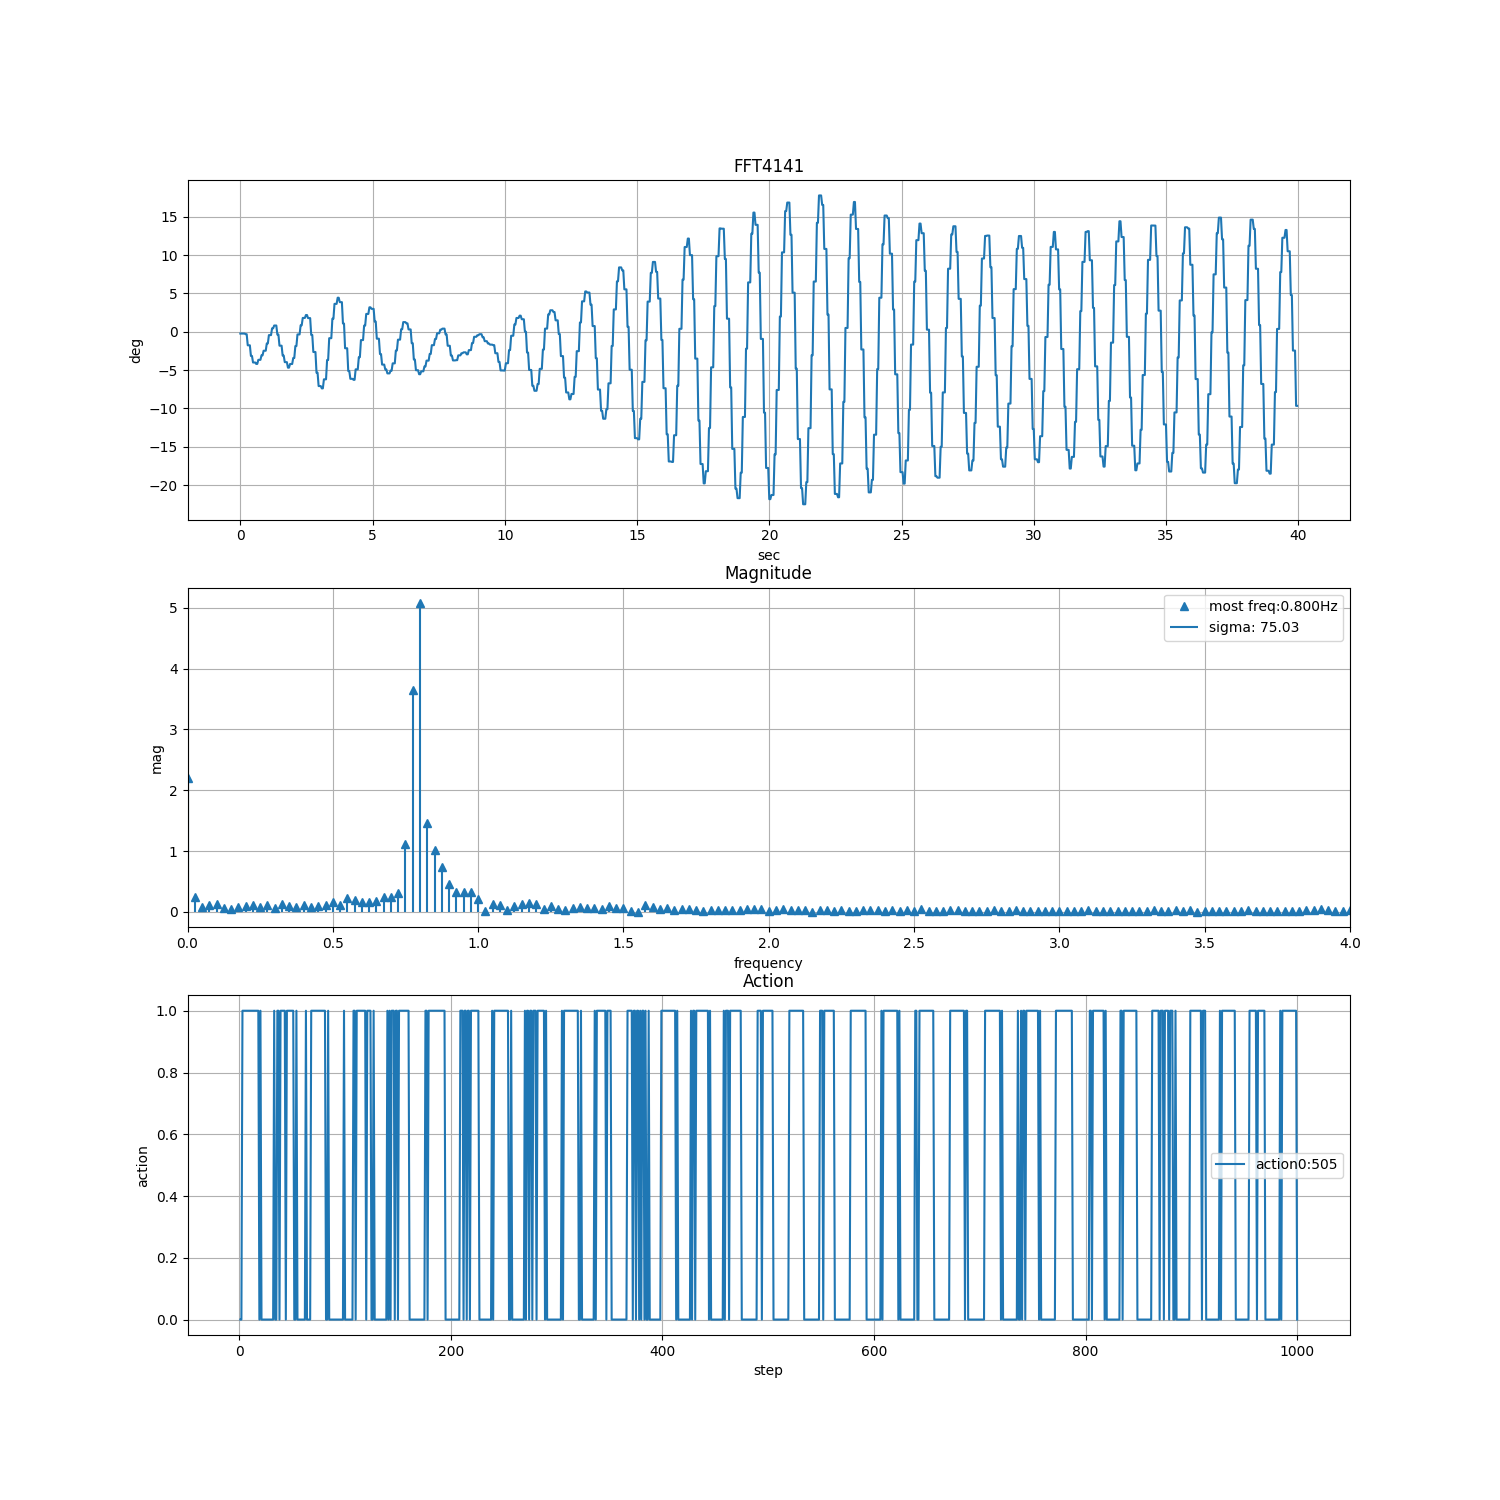 FFT4141
15
10
5
0
−5
−10
−15
−20
deg
0 5 10 15 20 25 30 35 40
sec
Magnitude
5
4
3
2
1
0
mag
most freq:0.800Hz
sigma: 75.03
0.0 0.5 1.0 1.5 2.0 2.5 3.0 3.5 4.0
frequency
Action
1.0
0.8
0.6
0.4
0.2
0.0
action
action0:505
0 200 400 600 800 1000
step